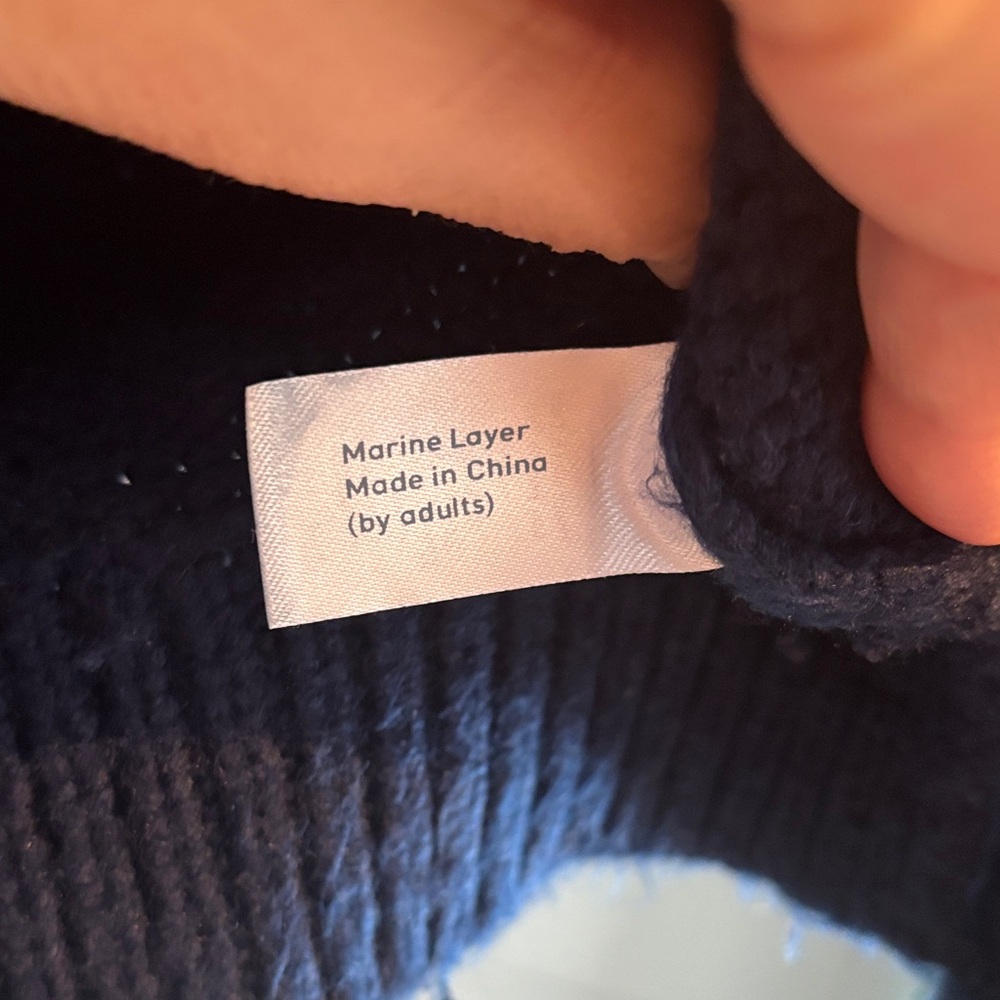 Marine Layer
Made in China
(by adults)